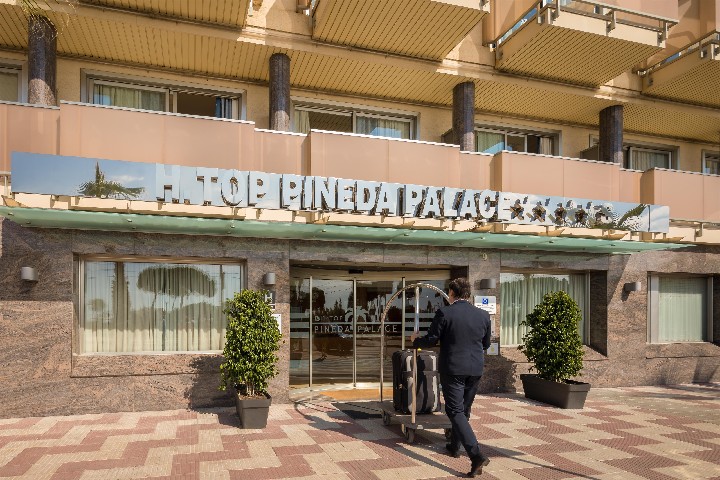 H. TOP PINEDA PALACE ★★★★
PINEDA PALACE